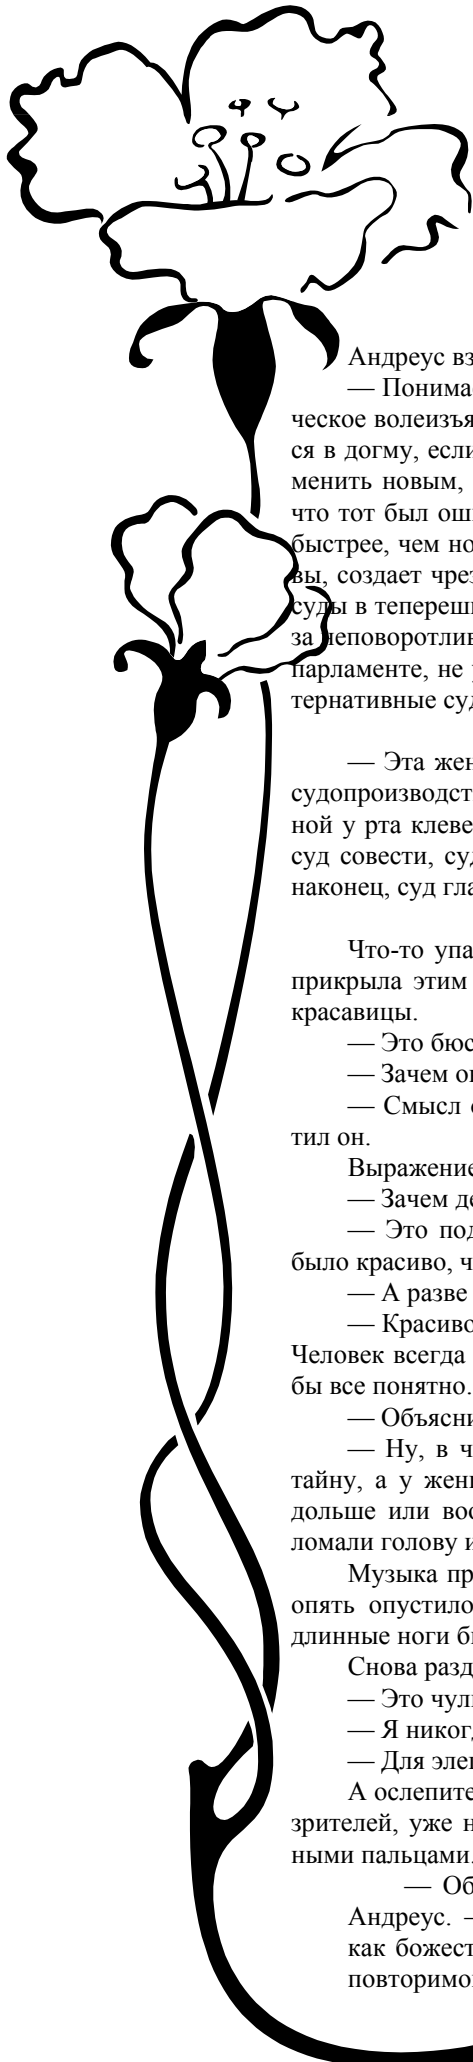 Андреус вз
— Понима
ческое волеизъя
ся в догму, если
менить новым,
что тот был оши
быстрее, чем но
вы, создает чрез
суды в теперешн
за неповоротлив
парламенте, не у
тернативные суд
— Эта жен
судопроизводст
ной у рта клеве
суд совести, суд
наконец, суд гла
Что-то упа
прикрыла этим
красавицы.
— Это бюс
— Зачем он
— Смысл о
тил он.
Выражение
— Зачем де
— Это под
было красиво, ч
— А разве
— Красиво
Человек всегда
бы все понятно.
— Объясни
— Ну, в ч
тайну, а у жен
дольше или вос
ломали голову и
Музыка пр
опять опустило
длинные ноги б
Снова разд
— Это чул
— Я никог
— Для эле
А ослепите
зрителей, уже н
ными пальцами.
— Об
Андреус. —
как божест
повторимо